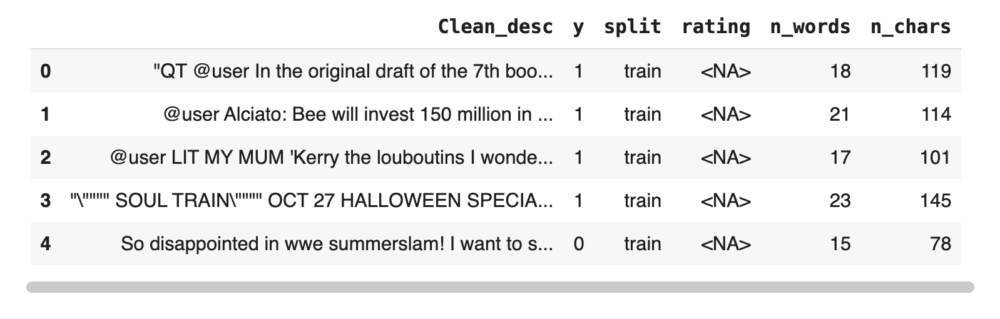 Clean_desc y split rating n_words n_chars
0 "QT @user In the original draft of the 7th boo... 1 train <NA> 18 119
1 @user Alciato: Bee will invest 150 million in ... 1 train <NA> 21 114
2 @user LIT MY MUM 'Kerry the louboutins I wonde... 1 train <NA> 17 101
3 "\"""" SOUL TRAIN\"""" OCT 27 HALLOWEEN SPECIA... 1 train <NA> 23 145
4 So disappointed in wwe summerslam! I want to s... 0 train <NA> 15 78